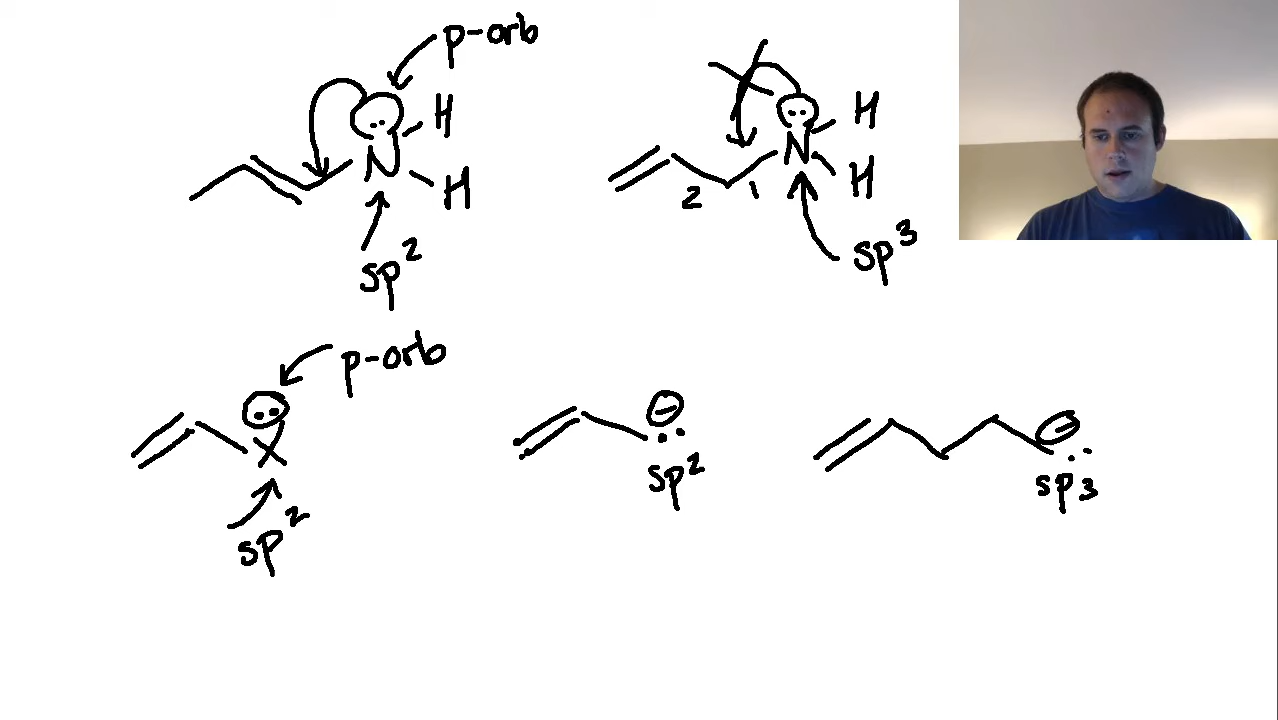 p-orb
H
N
H
sp²
H
N
H
2
1
sp³
p-orb
X
sp²
⊖
sp²
⊖
sp3